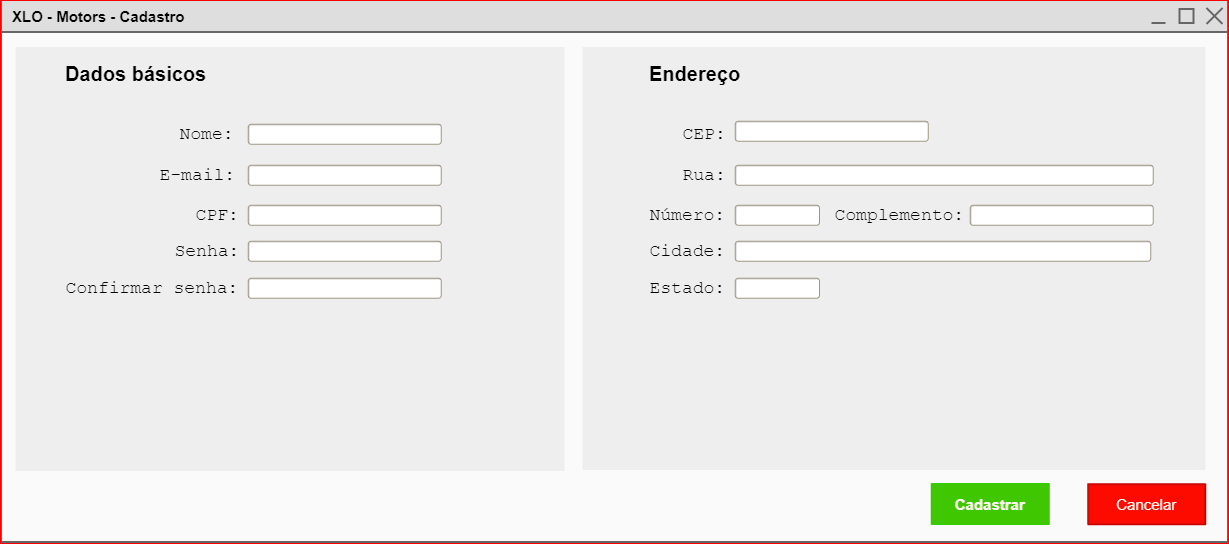 XLO - Motors - Cadastro
Dados básicos
Nome:
E-mail:
CPF:
Senha:
Confirmar senha:
Endereço
CEP:
Rua:
Número: Complemento:
Cidade:
Estado:
Cadastrar Cancelar